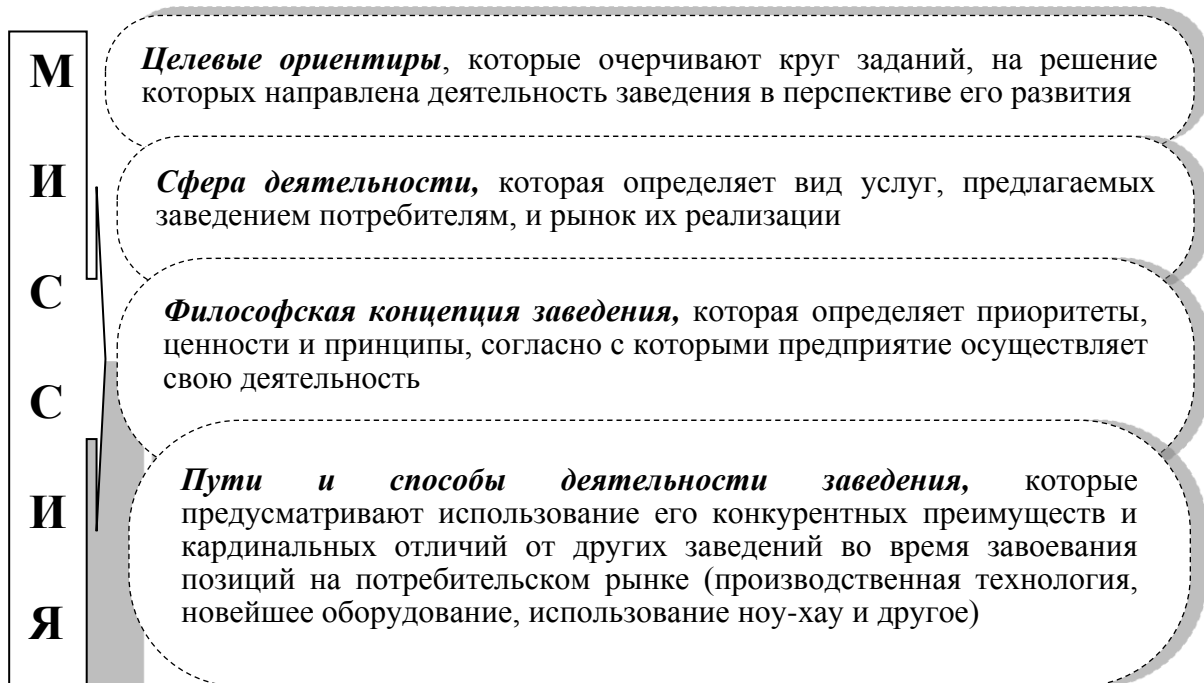 М
И
С
С
И
Я
Целевые ориентиры, которые очерчивают круг заданий, на решение
которых направлена деятельность заведения в перспективе его развития
Сфера деятельности, которая определяет вид услуг, предлагаемых
заведением потребителям, и рынок их реализации
Философская концепция заведения, которая определяет приоритеты,
ценности и принципы, согласно с которыми предприятие осуществляет
свою деятельность
Пути и способы деятельности заведения, которые
предусматривают использование его конкурентных преимуществ и
кардинальных отличий от других заведений во время завоевания
позиций на потребительском рынке (производственная технология,
новейшее оборудование, использование ноу-хау и другое)